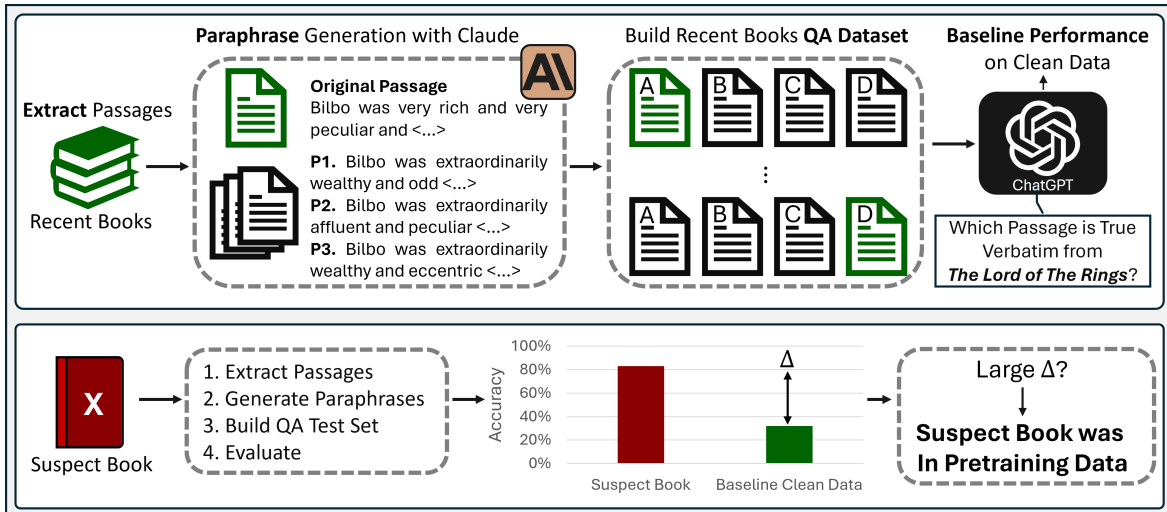 Paraphrase Generation with Claude
Build Recent Books QA Dataset
Baseline Performance
on Clean Data
Extract Passages
Recent Books
A\
Original Passage
Bilbo was very rich and very
peculiar and <...>
P1. Bilbo was extraordinarily
wealthy and odd <...>
P2. Bilbo was extraordinarily
affluent and peculiar <...>
P3. Bilbo was extraordinarily
wealthy and eccentric <...>
A B C D
⋮
A B C D
ChatGPT
Which Passage is True
Verbatim from
The Lord of The Rings?
X
Suspect Book
1. Extract Passages
2. Generate Paraphrases
3. Build QA Test Set
4. Evaluate
Accuracy
100%
80%
60%
40%
20%
0%
Δ
Suspect Book
Baseline Clean Data
Large Δ?
Suspect Book was
In Pretraining Data